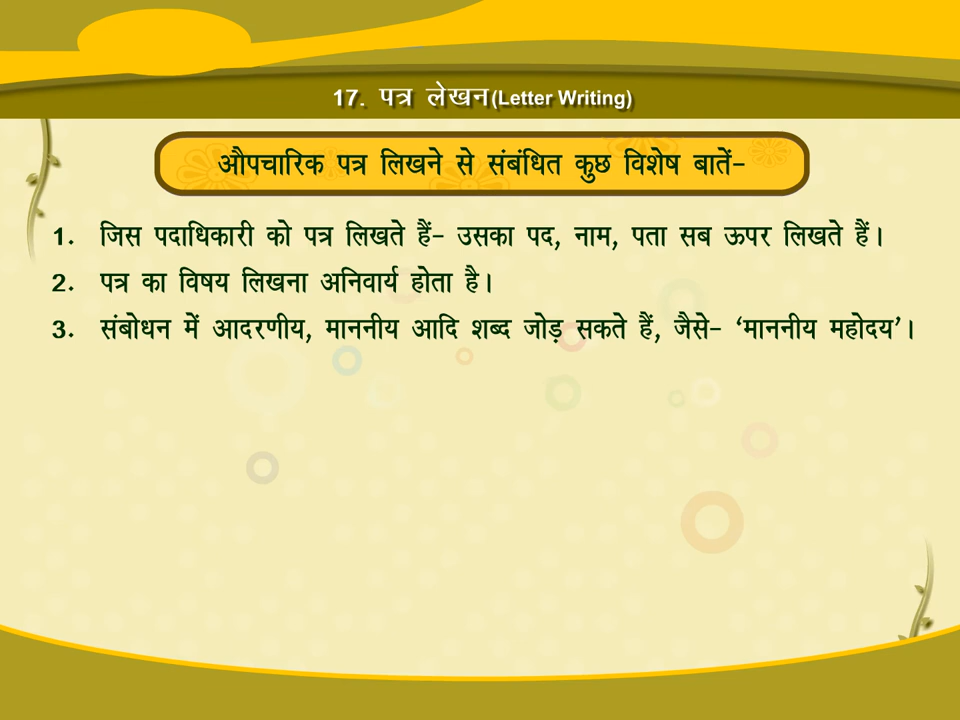 17. पत्र लेखन(Letter Writing)
औपचारिक पत्र लिखने से संबंधित कुछ विशेष बातें-
1. जिस पदाधिकारी को पत्र लिखते हैं- उसका पद, नाम, पता सब ऊपर लिखते हैं।
2. पत्र का विषय लिखना अनिवार्य होता है।
3. संबोधन में आदरणीय, माननीय आदि शब्द जोड़ सकते हैं, जैसे- ‘माननीय महोदय’।